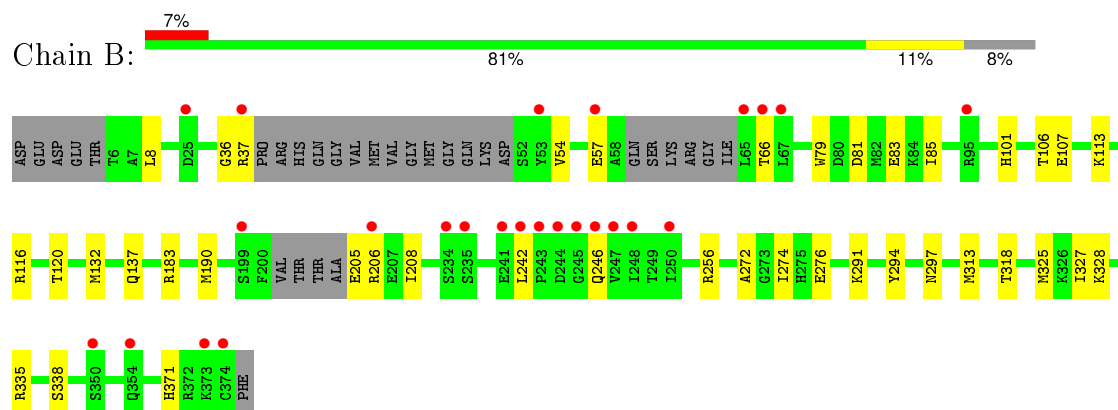 7%
Chain B:
81% 11% 8%
ASP GLU ASP GLU THR T6 A7 L8 D25 G36 R37 PRO ARG HIS GLN GLY VAL MET VAL GLY MET GLY GLN LYS ASP S52 Y53 V54 E57 A58 GLN SER LYS ARG GLY ILE L65 T66 L67 W79 D80 D81 M82 E83 K84 I85 R95 H101 T106 E107 K113
R116 T120 M132 Q137 R183 M190 S199 F200 VAL THR THR ALA E205 R206 E207 I208 S234 S235 E241 L242 P243 D244 G245 Q246 V247 I248 T249 I250 R256 A272 G273 I274 H275 E276 K291 Y294 N297 M313 T318 M325 K326 I327 K328
R335 S338 S350 Q354 H371 R372 K373 C374 PHE